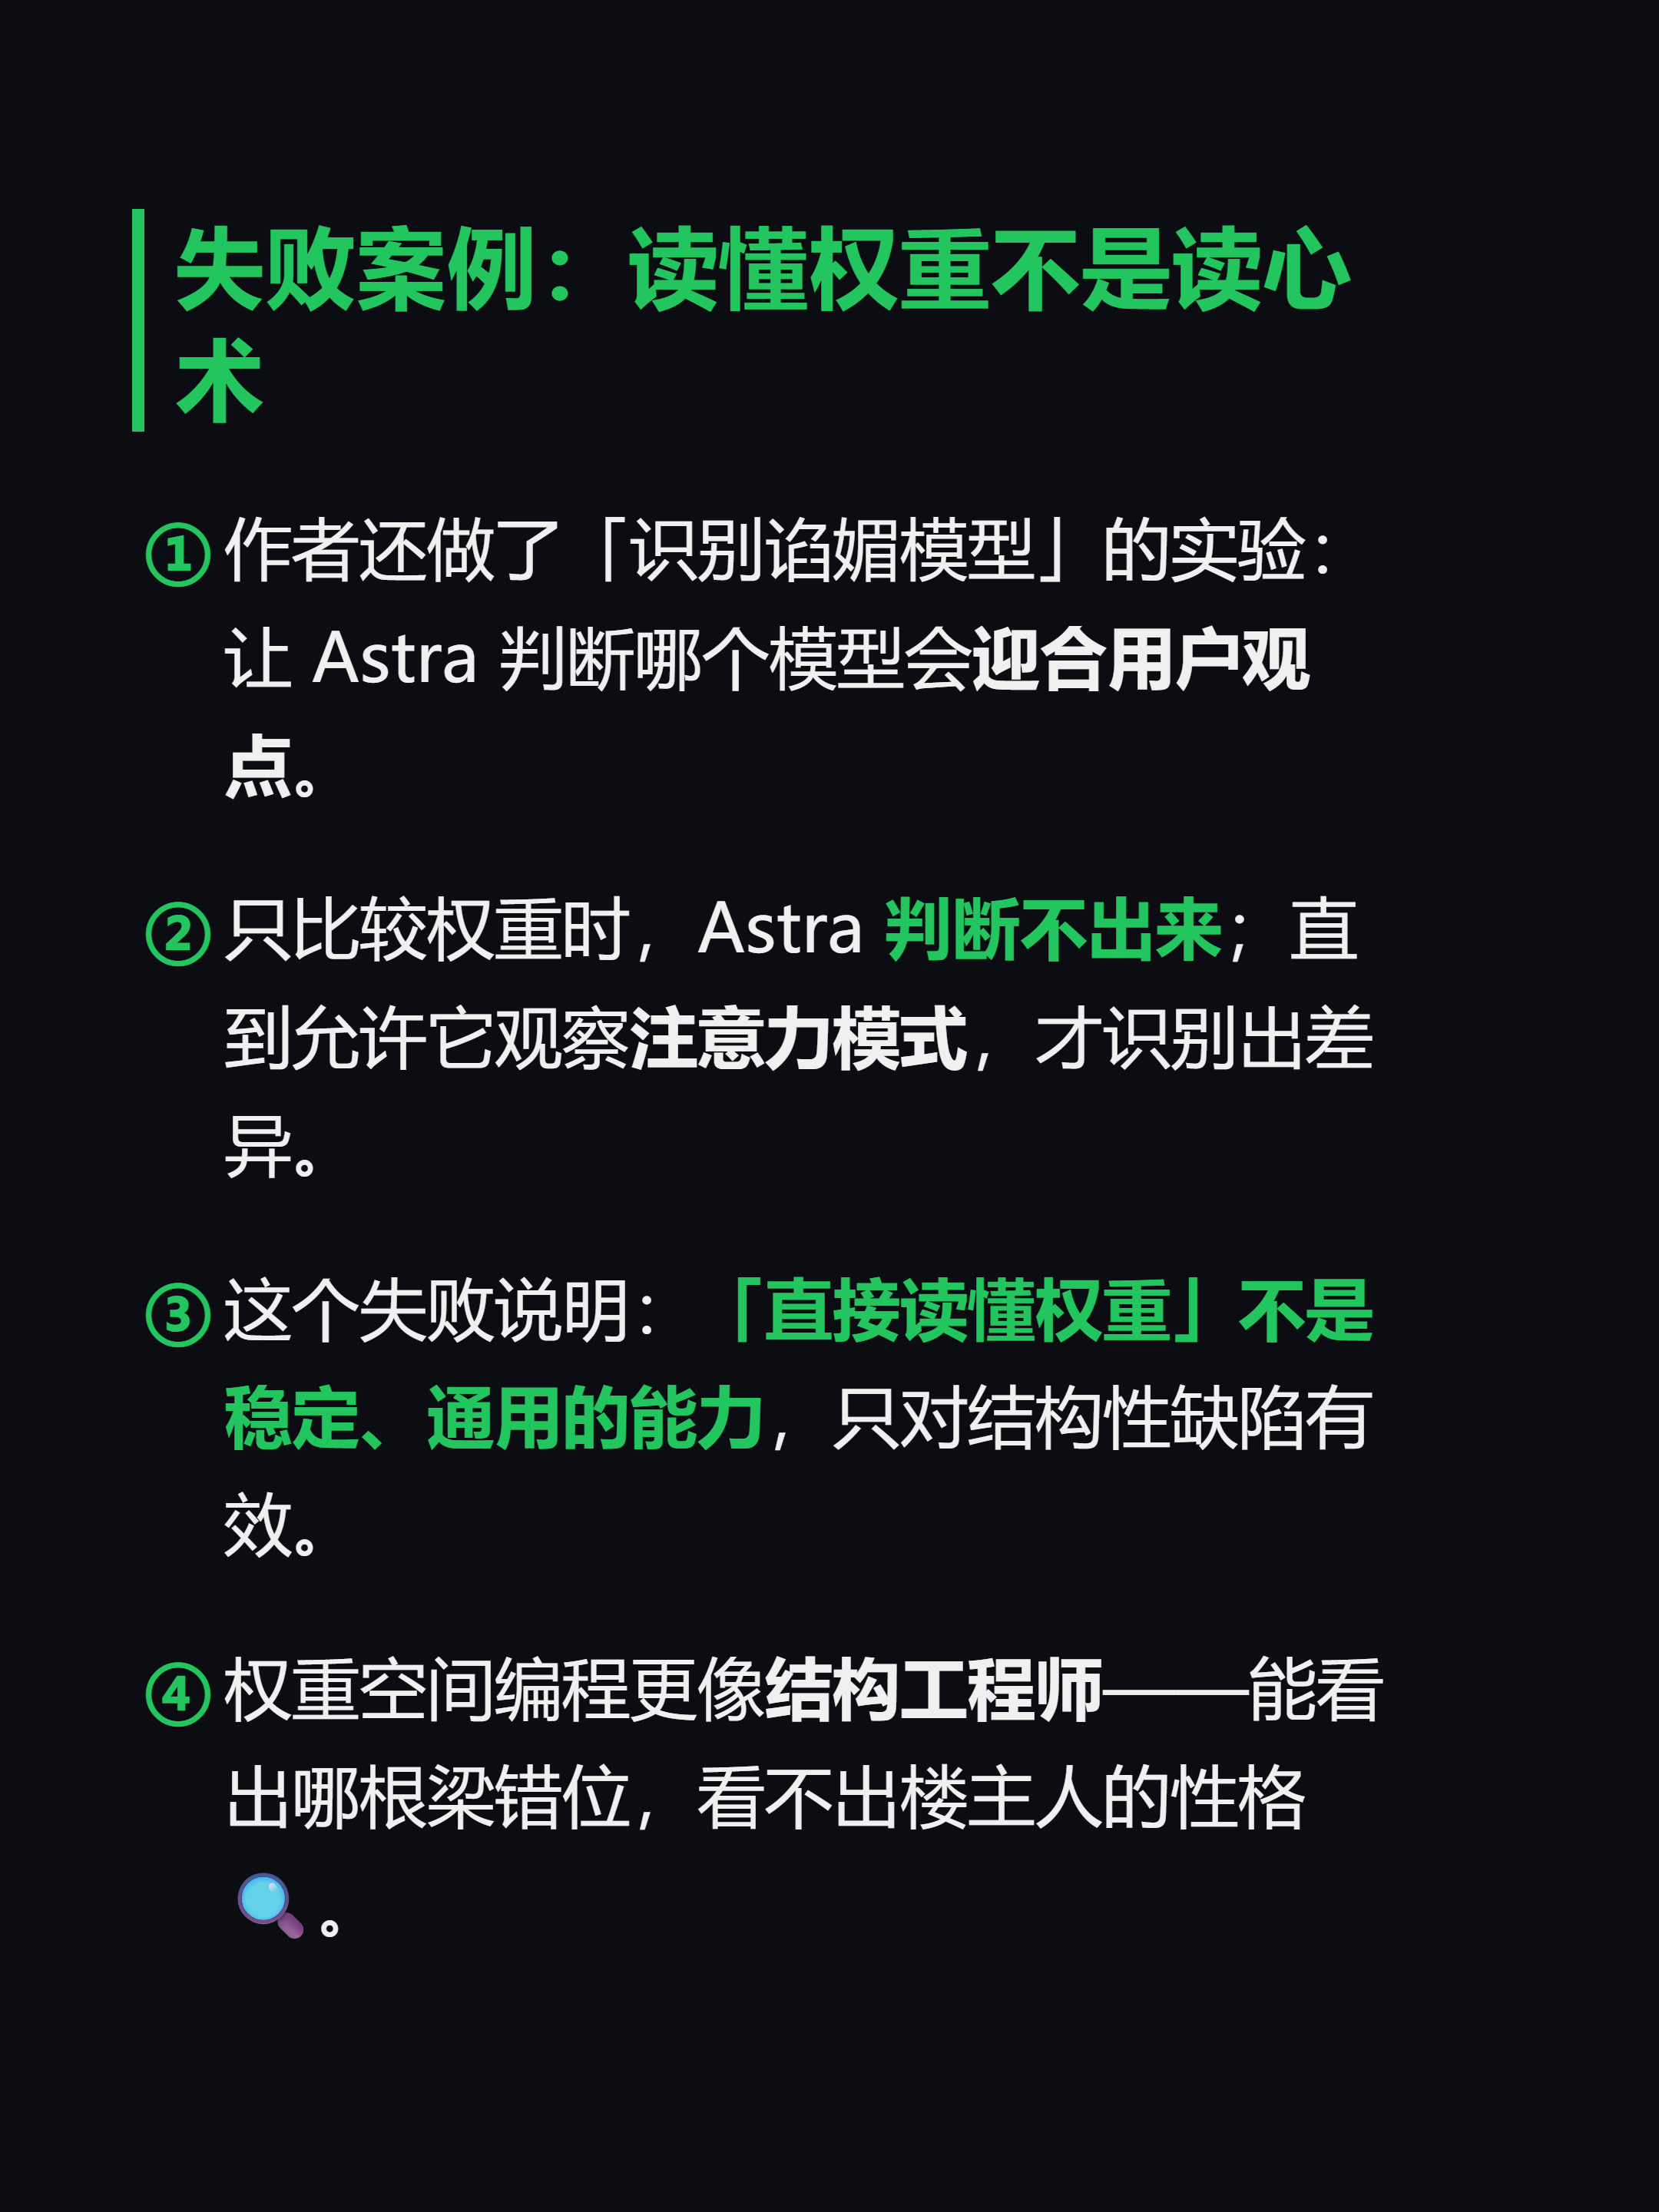 失败案例：读懂权重不是读心
术
① 作者还做了「识别谄媚模型」的实验：
让 Astra 判断哪个模型会迎合用户观
点。
② 只比较权重时，Astra 判断不出来；直
到允许它观察注意力模式，才识别出差
异。
③ 这个失败说明：「直接读懂权重」不是
稳定、通用的能力，只对结构性缺陷有
效。
④ 权重空间编程更像结构工程师——能看
出哪根梁错位，看不出楼主人的性格
🔍。